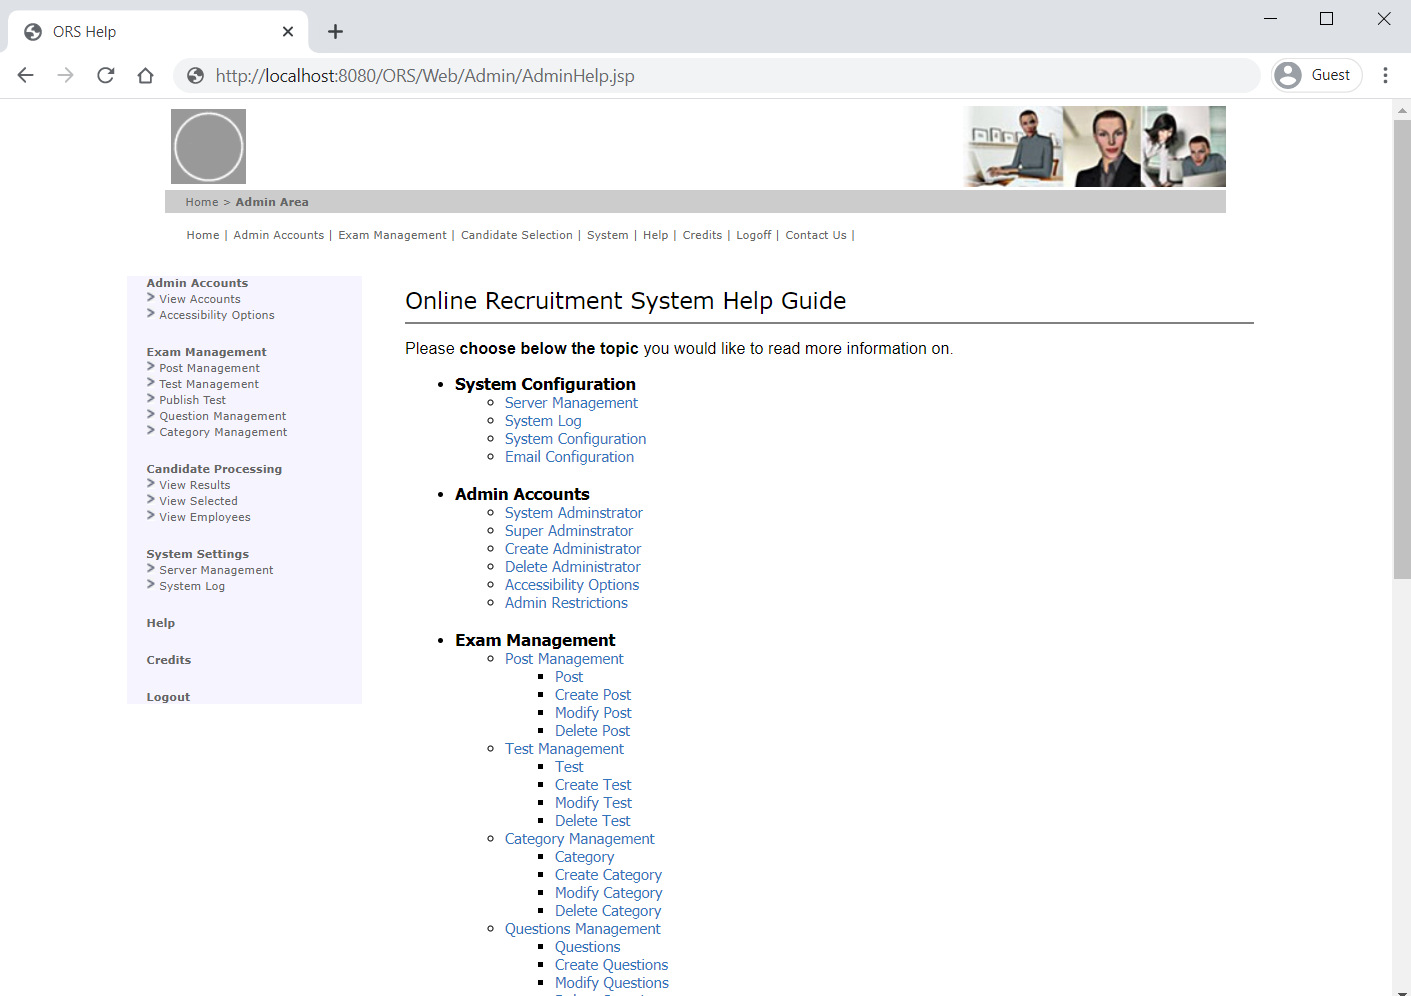 ORS Help
http://localhost:8080/ORS/Web/Admin/AdminHelp.jsp
Guest
Home > Admin Area
Home | Admin Accounts | Exam Management | Candidate Selection | System | Help | Credits | Logoff | Contact Us |
Admin Accounts
View Accounts
Accessibility Options
Exam Management
Post Management
Test Management
Publish Test
Question Management
Category Management
Candidate Processing
View Results
View Selected
View Employees
System Settings
Server Management
System Log
Help
Credits
Logout
Online Recruitment System Help Guide
Please choose below the topic you would like to read more information on.
System Configuration
Server Management
System Log
System Configuration
Email Configuration
Admin Accounts
System Adminstrator
Super Adminstrator
Create Administrator
Delete Administrator
Accessibility Options
Admin Restrictions
Exam Management
Post Management
Post
Create Post
Modify Post
Delete Post
Test Management
Test
Create Test
Modify Test
Delete Test
Category Management
Category
Create Category
Modify Category
Delete Category
Questions Management
Questions
Create Questions
Modify Questions